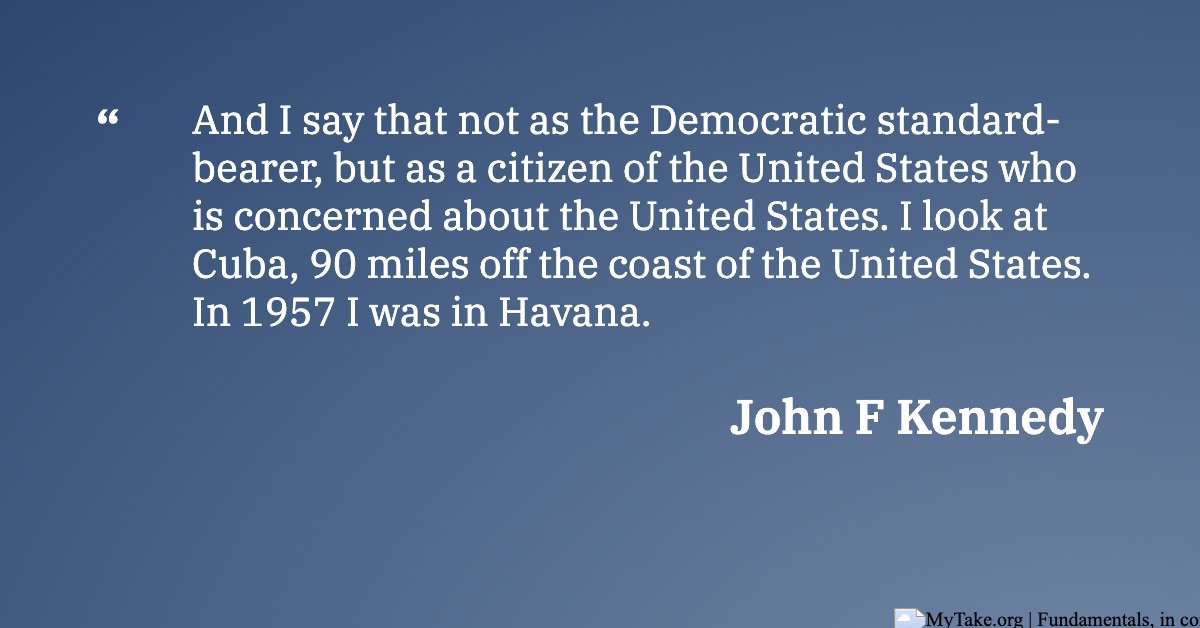 “ And I say that not as the Democratic standard-
bearer, but as a citizen of the United States who
is concerned about the United States. I look at
Cuba, 90 miles off the coast of the United States.
In 1957 I was in Havana.
John F Kennedy
MyTake.org | Fundamentals, in co